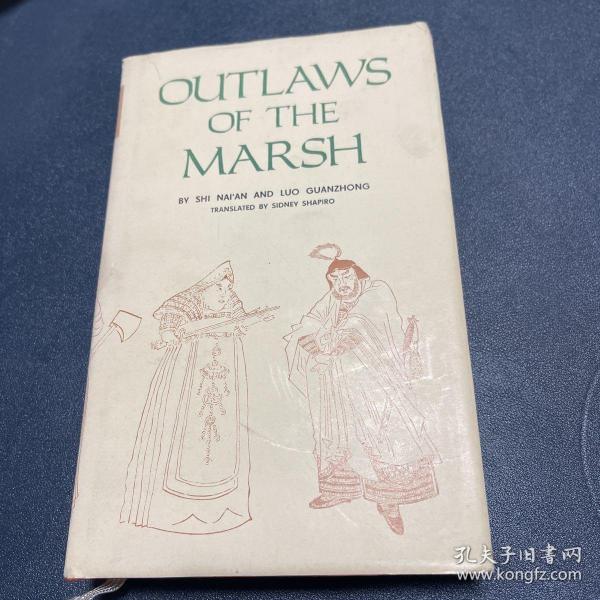 OUTLAWS
OF THE
MARSH
BY SHI NAI'AN AND LUO GUANZHONG
TRANSLATED BY SIDNEY SHAPIRO
孔夫子旧书网
www.kongfz.com